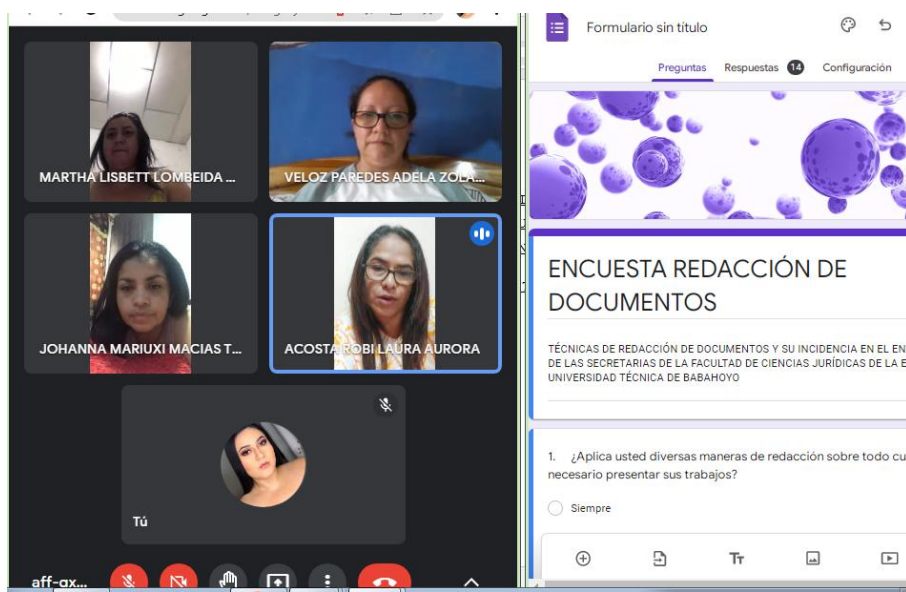 MARTHA LISBETT LOMBEIDA ...
VELOZ PAREDES ADELA ZOLA...
JOHANNA MARIUXI MACIAS T...
ACOSTA ROBI LAURA AURORA
Tú
aff-gx...
Formulario sin título
Preguntas Respuestas 14 Configuración
ENCUESTA REDACCIÓN DE
DOCUMENTOS
TÉCNICAS DE REDACCIÓN DE DOCUMENTOS Y SU INCIDENCIA EN EL EN
DE LAS SECRETARIAS DE LA FACULTAD DE CIENCIAS JURÍDICAS DE LA E
UNIVERSIDAD TÉCNICA DE BABAHOYO
1. ¿Aplica usted diversas maneras de redacción sobre todo cu
necesario presentar sus trabajos?
Siempre
Tт